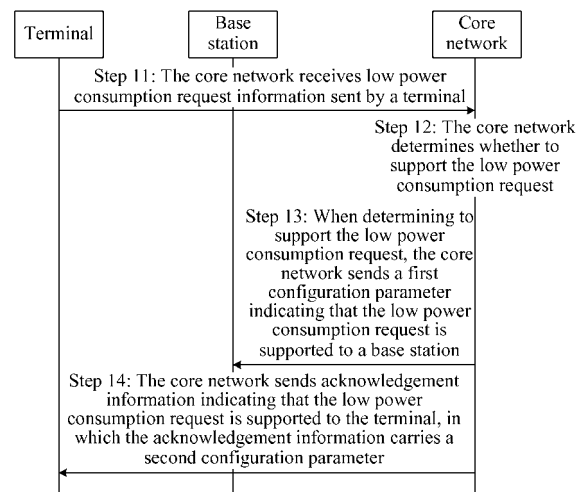 Terminal
Base
station
Core
network
Step 11: The core network receives low power
consumption request information sent by a terminal
Step 12: The core network
determines whether to
support the low power
consumption request
Step 13: When determining to
support the low power
consumption request, the core
network sends a first
configuration parameter
indicating that the low power
consumption request is
supported to a base station
Step 14: The core network sends acknowledgement
information indicating that the low power
consumption request is supported to the terminal, in
which the acknowledgement information carries a
second configuration parameter